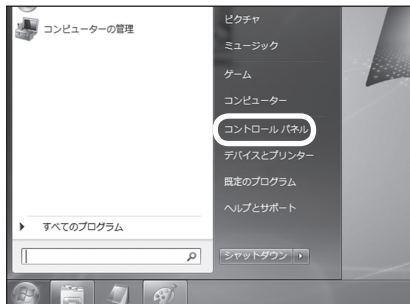 コンピューターの管理
すべてのプログラム
ピクチャ
ミュージック
ゲーム
コンピューター
コントロール パネル
デバイスとプリンター
既定のプログラム
ヘルプとサポート
シャットダウン